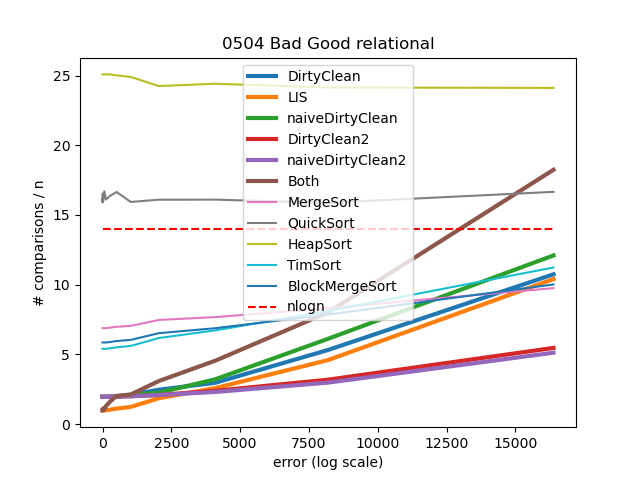 0504 Bad Good relational
25
20
15
10
5
0
# comparisons / n
DirtyClean
LIS
naiveDirtyClean
DirtyClean2
naiveDirtyClean2
Both
MergeSort
QuickSort
HeapSort
TimSort
BlockMergeSort
nlogn
0 2500 5000 7500 10000 12500 15000
error (log scale)